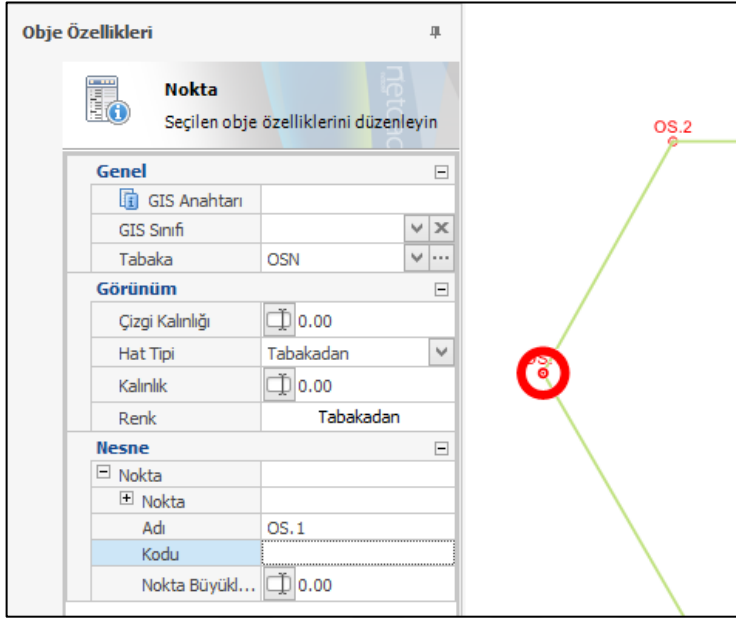 Obje Özellikleri
Nokta
Seçilen obje özelliklerini düzenleyin
Genel
GIS Anahtarı
GIS Sınıfı
Tabaka OSN
Görünüm
Çizgi Kalınlığı 0.00
Hat Tipi Tabakadan
Kalınlık 0.00
Renk Tabakadan
Nesne
Nokta
Nokta
Adı OS.1
Kodu
Nokta Büyükl... 0.00
OS.2